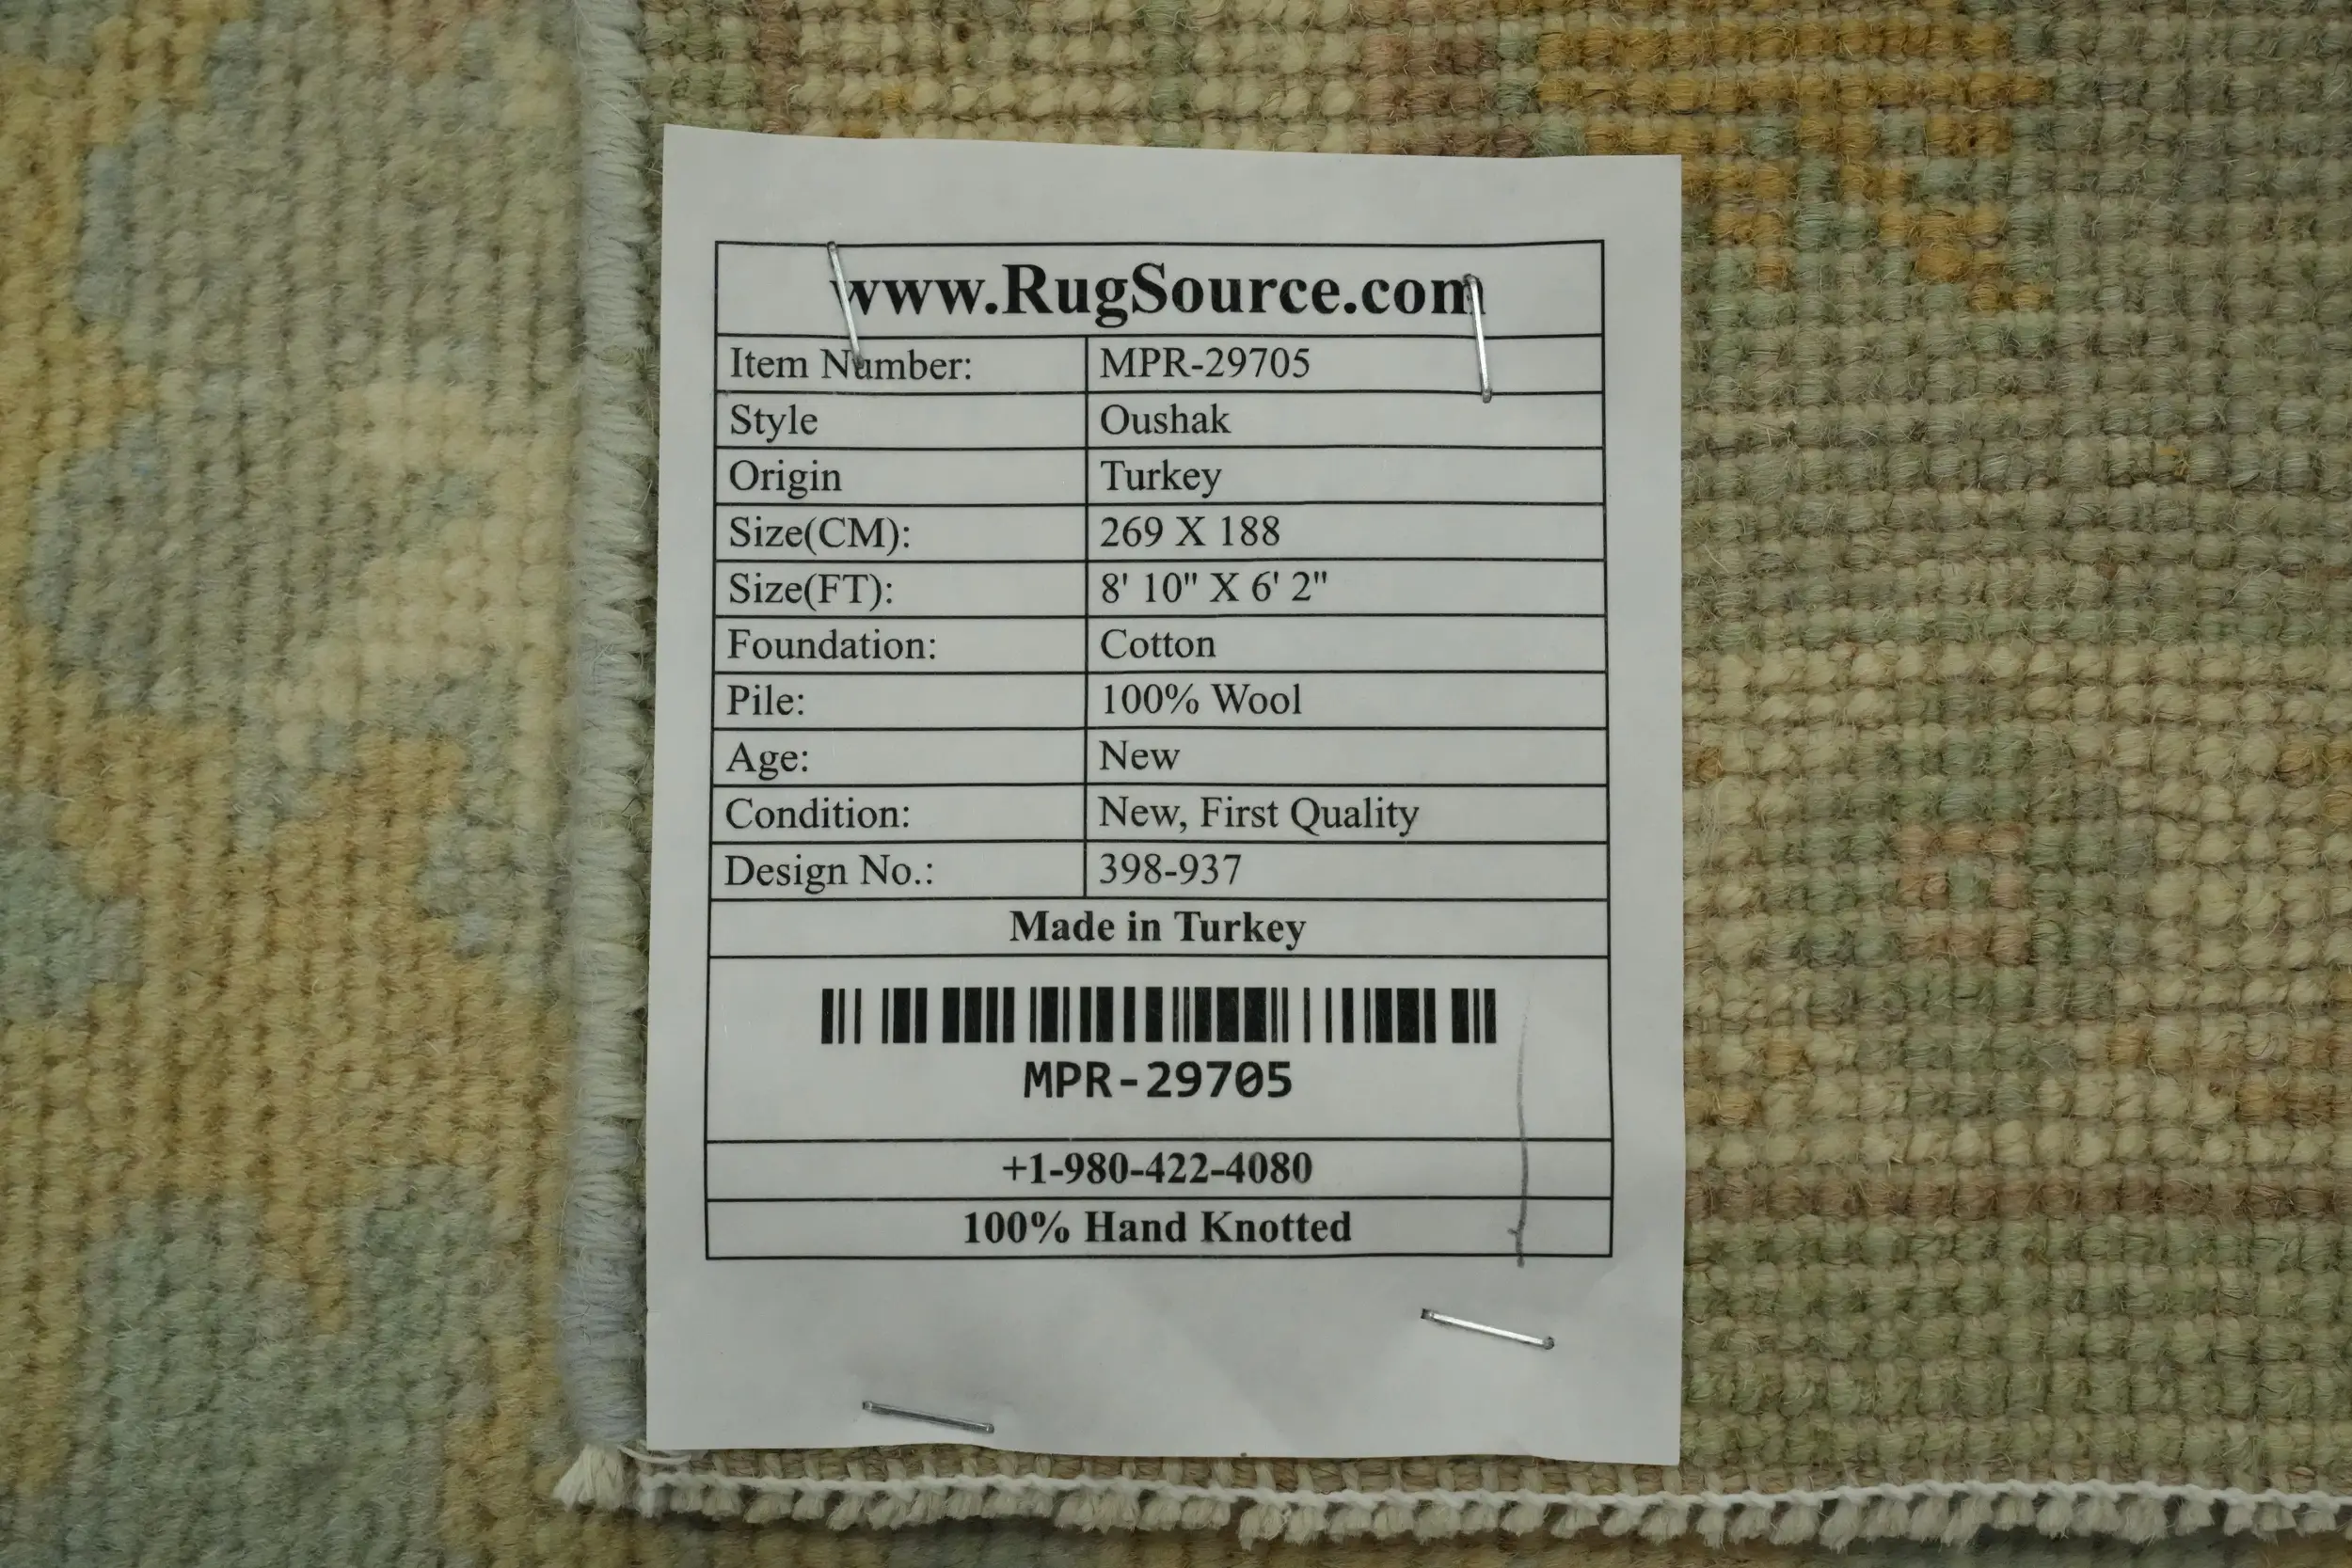 www.RugSource.com
Item Number: MPR-29705
Style Oushak
Origin Turkey
Size(CM): 269 X 188
Size(FT): 8' 10" X 6' 2"
Foundation: Cotton
Pile: 100% Wool
Age: New
Condition: New, First Quality
Design No.: 398-937
Made in Turkey
MPR-29705
+1-980-422-4080
100% Hand Knotted